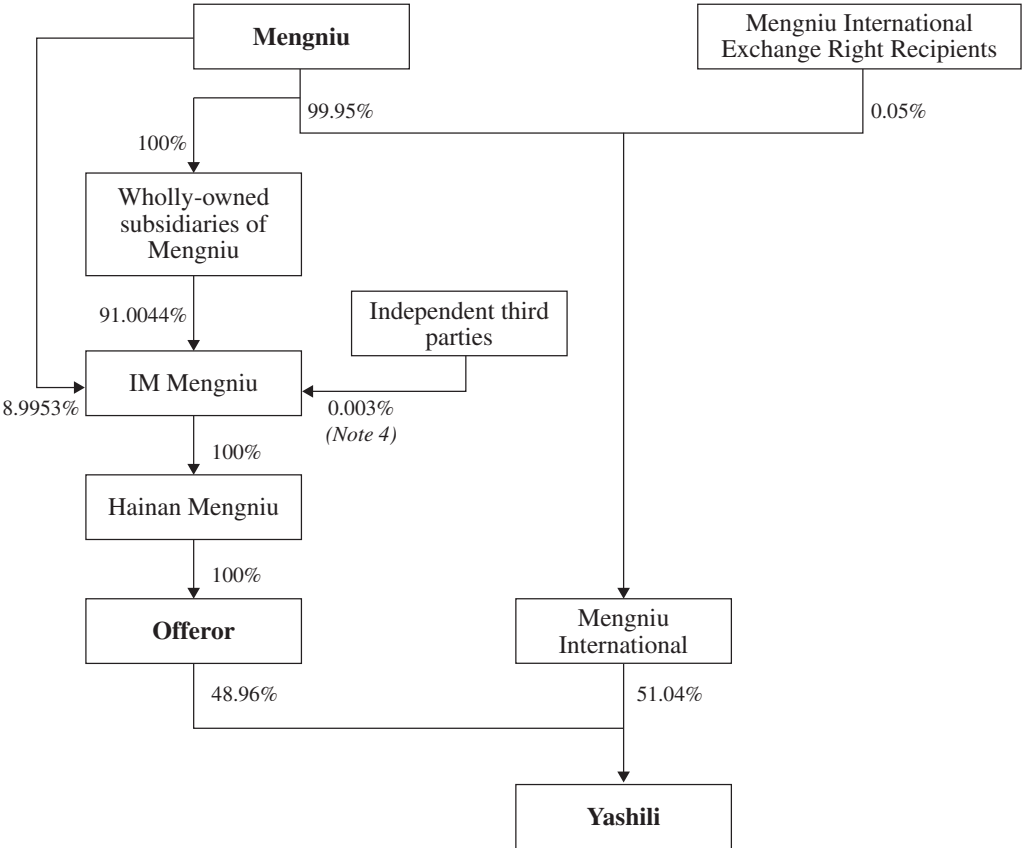 Mengniu
Mengniu International
Exchange Right Recipients
99.95%
0.05%
100%
Wholly-owned
subsidiaries of
Mengniu
91.0044%
Independent third
parties
IM Mengniu
8.9953%
0.003%
(Note 4)
100%
Hainan Mengniu
100%
Offeror
Mengniu
International
48.96%
51.04%
Yashili